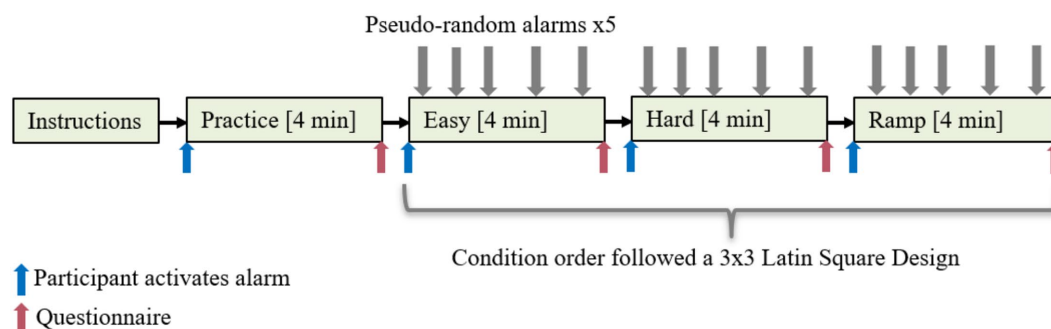 Pseudo-random alarms x5
Instructions
Practice [4 min]
Easy [4 min]
Hard [4 min]
Ramp [4 min]
Condition order followed a 3x3 Latin Square Design
Participant activates alarm
Questionnaire